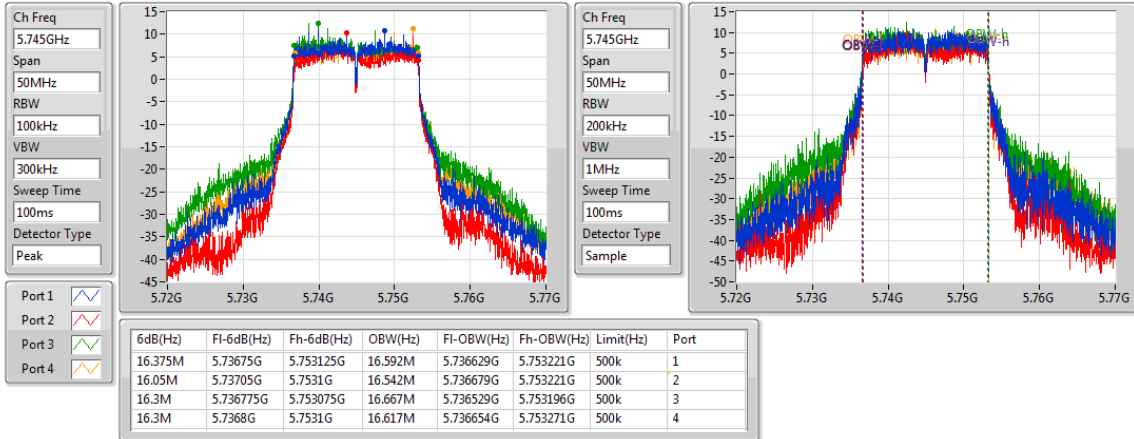 Ch Freq
5.745GHz
Span
50MHz
RBW
100kHz
VBW
300kHz
Sweep Time
100ms
Detector Type
Peak
15
10
5
0
-5
-10
-15
-20
-25
-30
-35
-40
-45
5.72G 5.73G 5.74G 5.75G 5.76G 5.77G
Ch Freq
5.745GHz
Span
50MHz
RBW
200kHz
VBW
1MHz
Sweep Time
100ms
Detector Type
Sample
15
10
5
0
-5
-10
-15
-20
-25
-30
-35
-40
-45
-50
5.72G 5.73G 5.74G 5.75G 5.76G 5.77G
OBW-h
Port 1
Port 2
Port 3
Port 4
6dB(Hz) Fl-6dB(Hz) Fh-6dB(Hz) OBW(Hz) Fl-OBW(Hz) Fh-OBW(Hz) Limit(Hz) Port
16.375M 5.73675G 5.753125G 16.592M 5.736629G 5.753221G 500k 1
16.05M 5.73705G 5.7531G 16.542M 5.736679G 5.753221G 500k 2
16.3M 5.736775G 5.753075G 16.667M 5.736529G 5.753196G 500k 3
16.3M 5.7368G 5.7531G 16.617M 5.736654G 5.753271G 500k 4